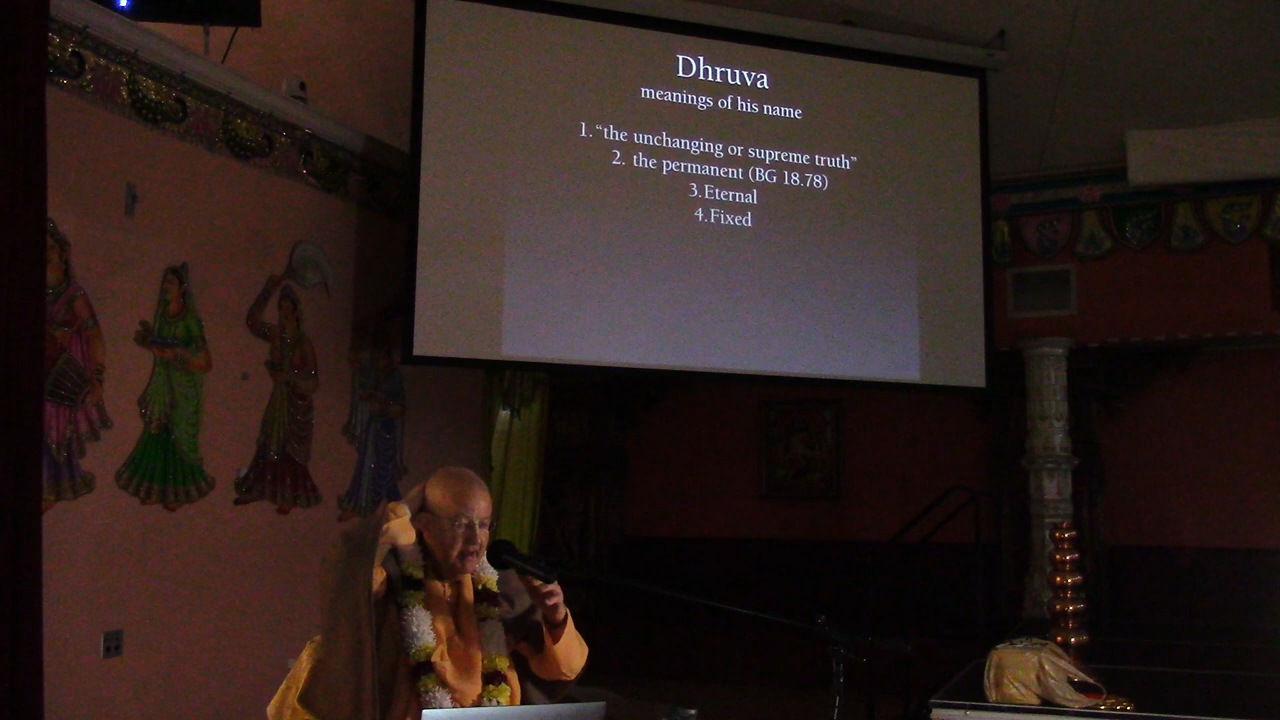 Dhruva
meanings of his name
1. “the unchanging or supreme truth”
2. the permanent (BG 18.78)
3.Eternal
4.Fixed